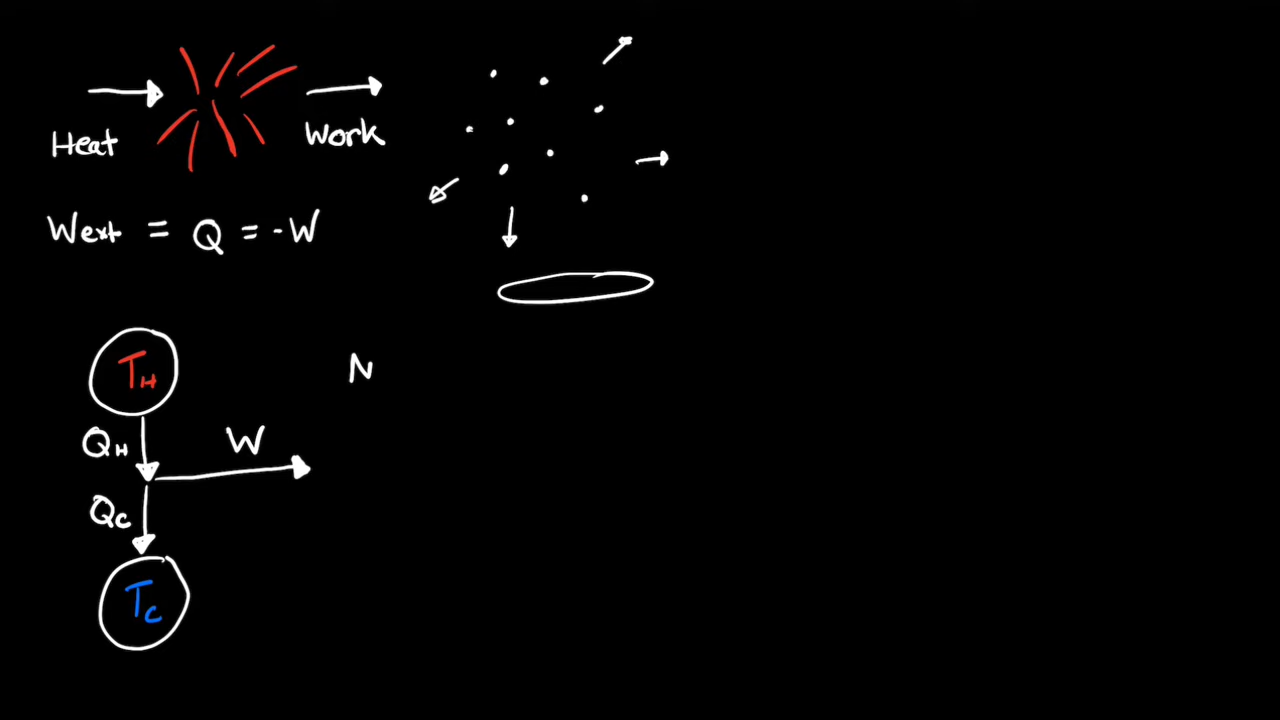 Heat
Work
Wext = Q = -W
TH
N
QH
W
QC
TC